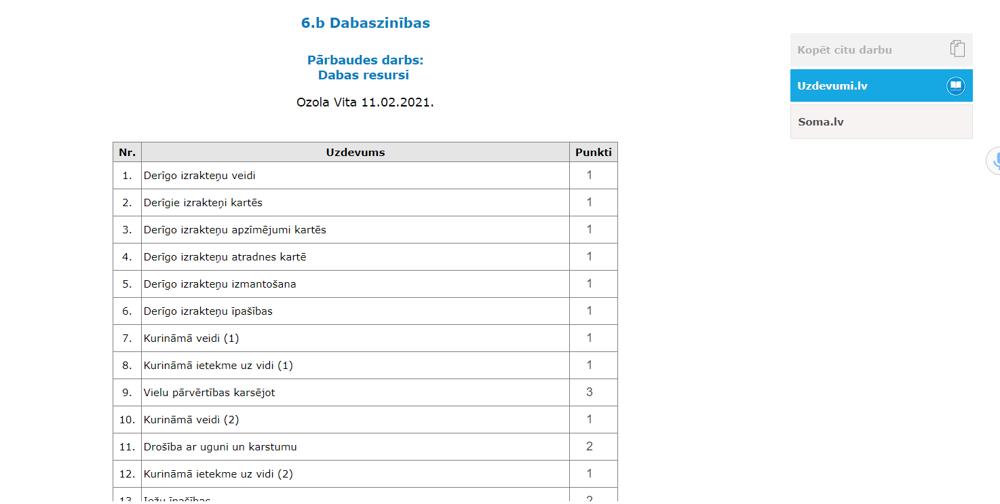 6.b Dabaszinības
Pārbaudes darbs:
Dabas resursi
Ozola Vita 11.02.2021.
Kopēt citu darbu
Uzdevumi.lv
Soma.lv
Nr. Uzdevums Punkti
1. Derīgo izrakteņu veidi 1
2. Derīgie izrakteņi kartēs 1
3. Derīgo izrakteņu apzīmējumi kartēs 1
4. Derīgo izrakteņu atradnes kartē 1
5. Derīgo izrakteņu izmantošana 1
6. Derīgo izrakteņu īpašības 1
7. Kurināmā veidi (1) 1
8. Kurināmā ietekme uz vidi (1) 1
9. Vielu pārvērtības karsējot 3
10. Kurināmā veidi (2) 1
11. Drošība ar uguni un karstumu 2
12. Kurināmā ietekme uz vidi (2) 1
13. Iežu īpašības 2